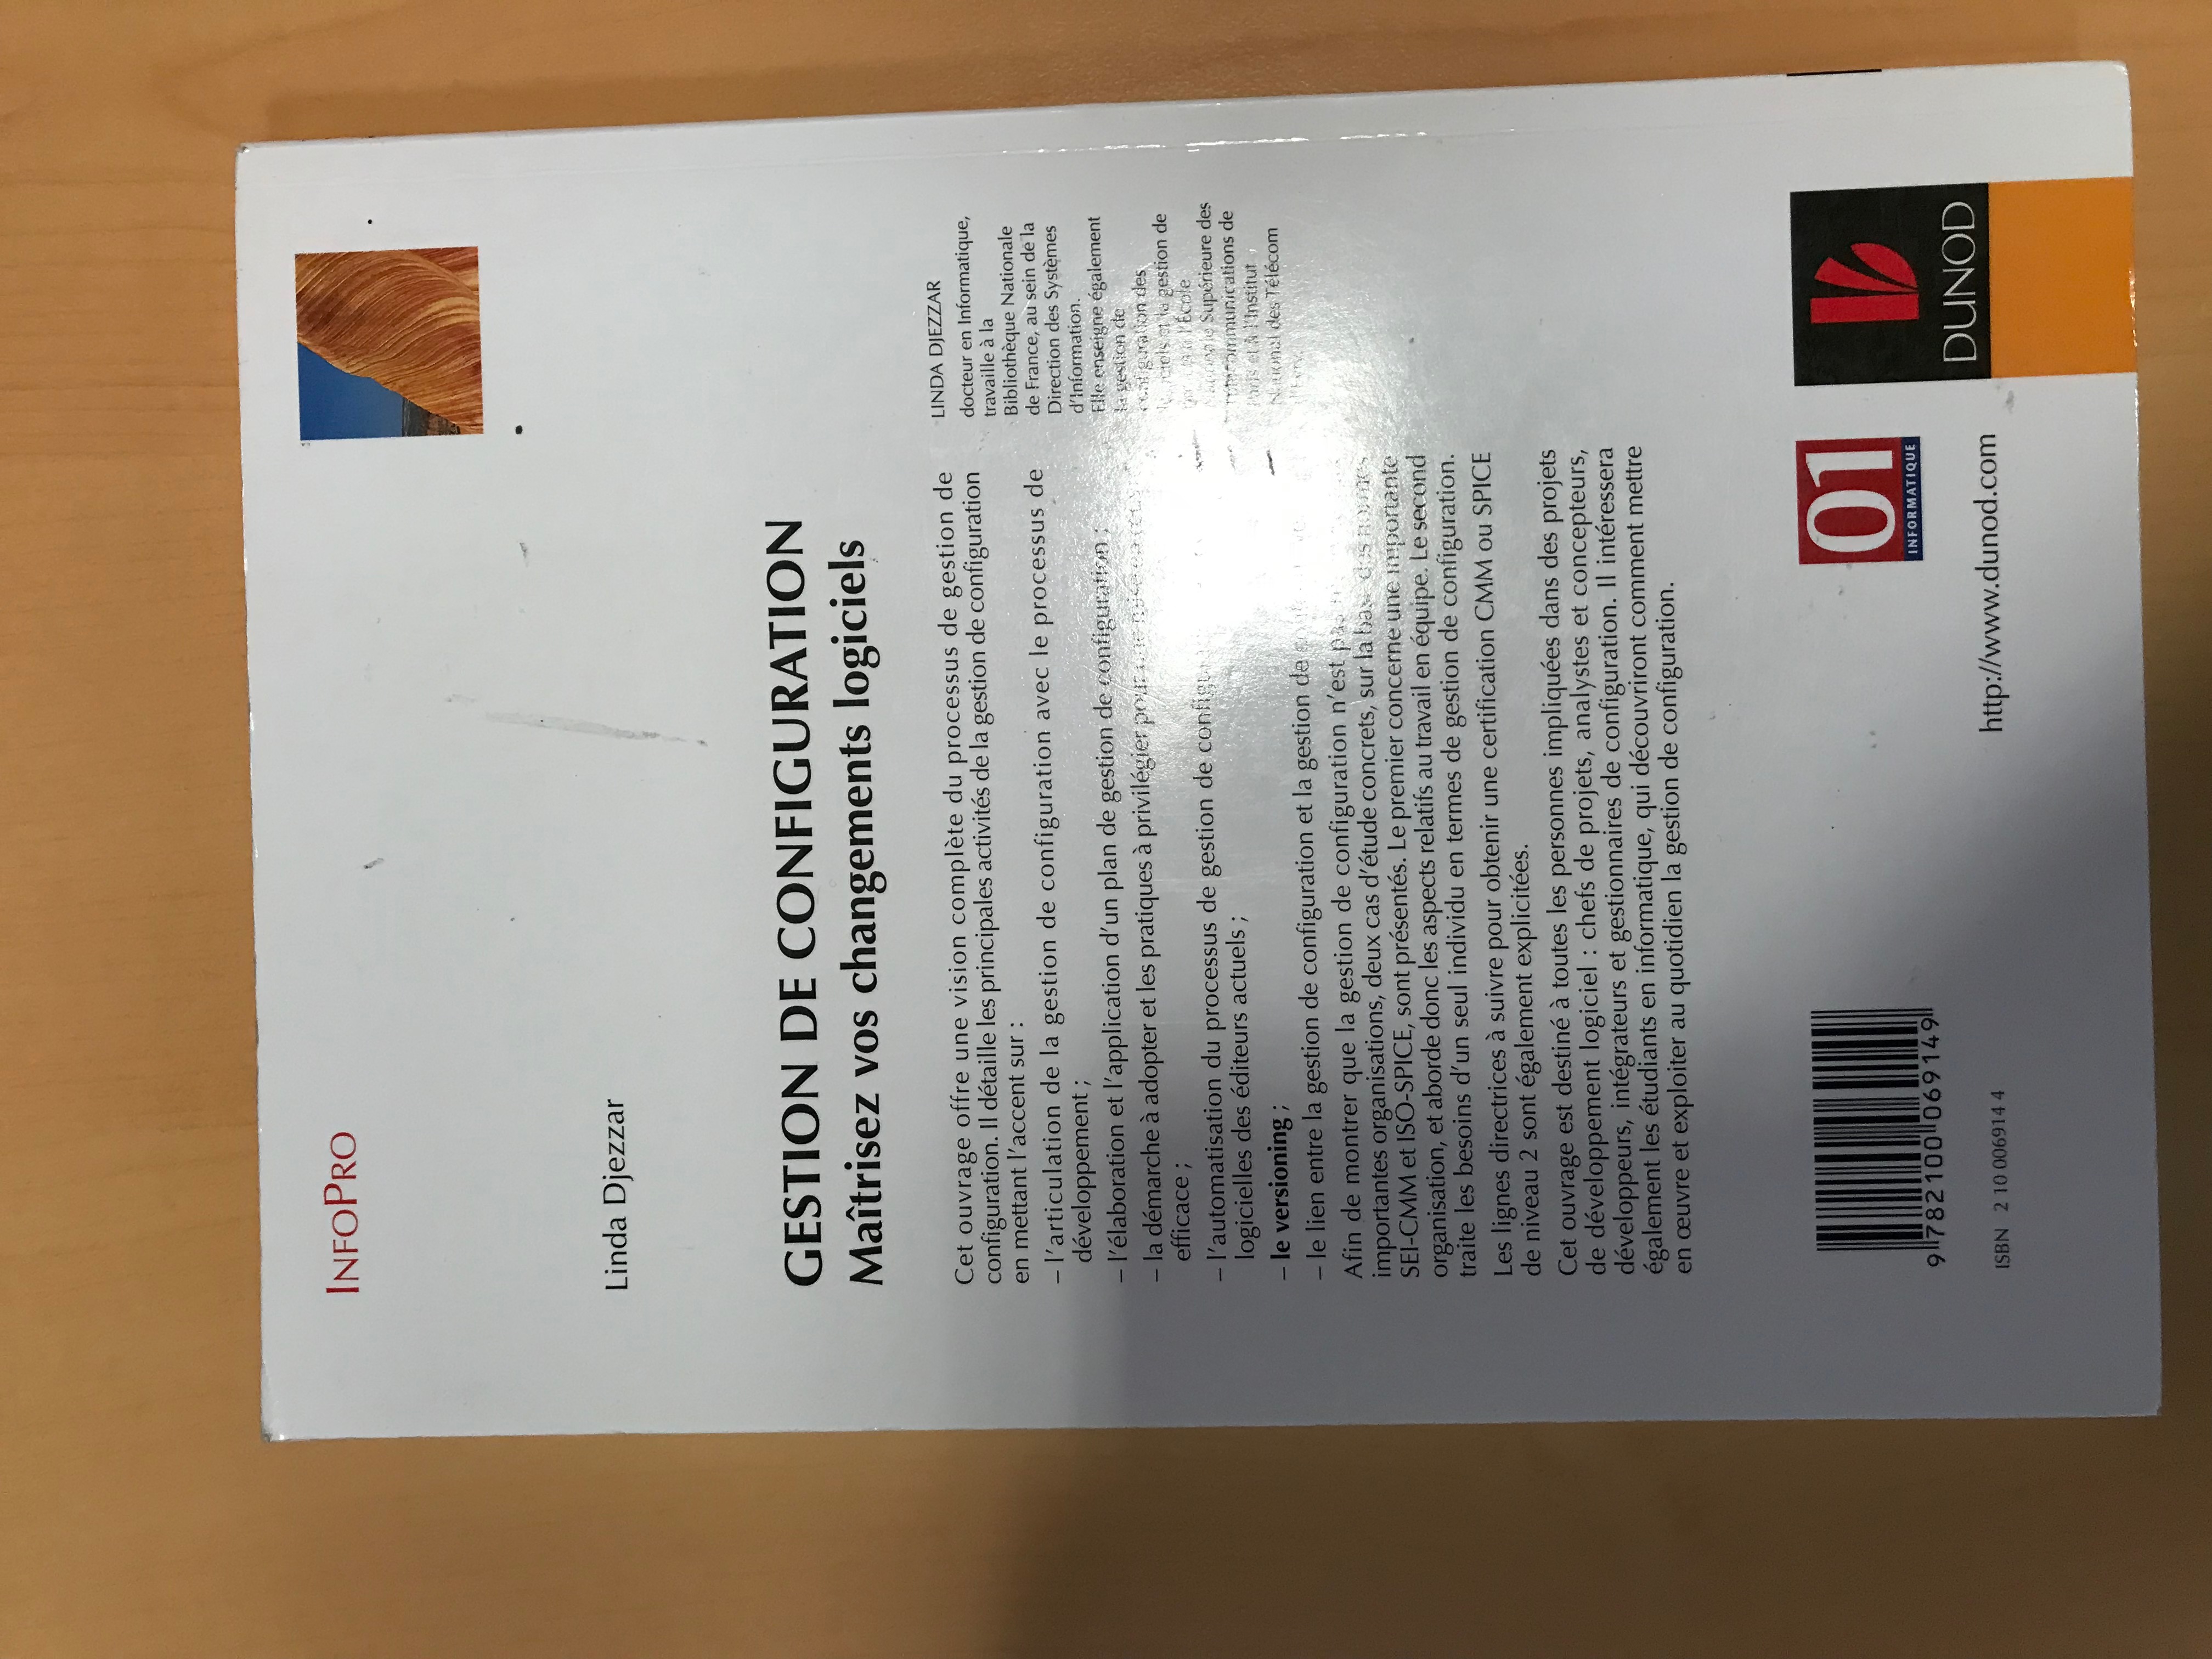 INFOPRO
Linda Djezzar
GESTION DE CONFIGURATION
Maîtrisez vos changements logiciels
Cet ouvrage offre une vision complète du processus de gestion de
configuration. Il détaille les principales activités de la gestion de configuration
en mettant l'accent sur :
– l'articulation de la gestion de configuration avec le processus de
développement ;
– l'élaboration et l'application d'un plan de gestion de configuration ;
– la démarche à adopter et les pratiques à privilégier pour une mise en
efficace ;
– l'automatisation du processus de gestion de
logicielles des éditeurs actuels ;
– le versioning ;
– le lien entre la gestion de configuration et la gestion de
Afin de montrer que la gestion de configuration n'est
importantes organisations, deux cas d'étude concrets, sur la base des normes
SEI-CMM et ISO-SPICE, sont présentés. Le premier concerne une importante
organisation, et aborde donc les aspects relatifs au travail en équipe. Le second
traite les besoins d'un seul individu en termes de gestion de configuration.
Les lignes directrices à suivre pour obtenir une certification CMM ou SPICE
de niveau 2 sont également explicitées.
Cet ouvrage est destiné à toutes les personnes impliquées dans des projets
de développement logiciel : chefs de projets, analystes et concepteurs,
développeurs, intégrateurs et gestionnaires de configuration. Il intéressera
également les étudiants en informatique, qui découvriront comment mettre
en œuvre et exploiter au quotidien la gestion de configuration.
LINDA DJEZZAR
docteur en Informatique,
travaille à la
Bibliothèque Nationale
de France, au sein de la
Direction des Systèmes
d'Information.
Elle enseigne également
la gestion de
configuration des
logiciels et la gestion de
l'École
Nationale Supérieure des
Télécommunications de
Paris et à l'Institut
National des Télécom
d'Evry.
9 782100 069149
ISBN 2 10 006914 4
01
INFORMATIQUE
http://www.dunod.com
DUNOD